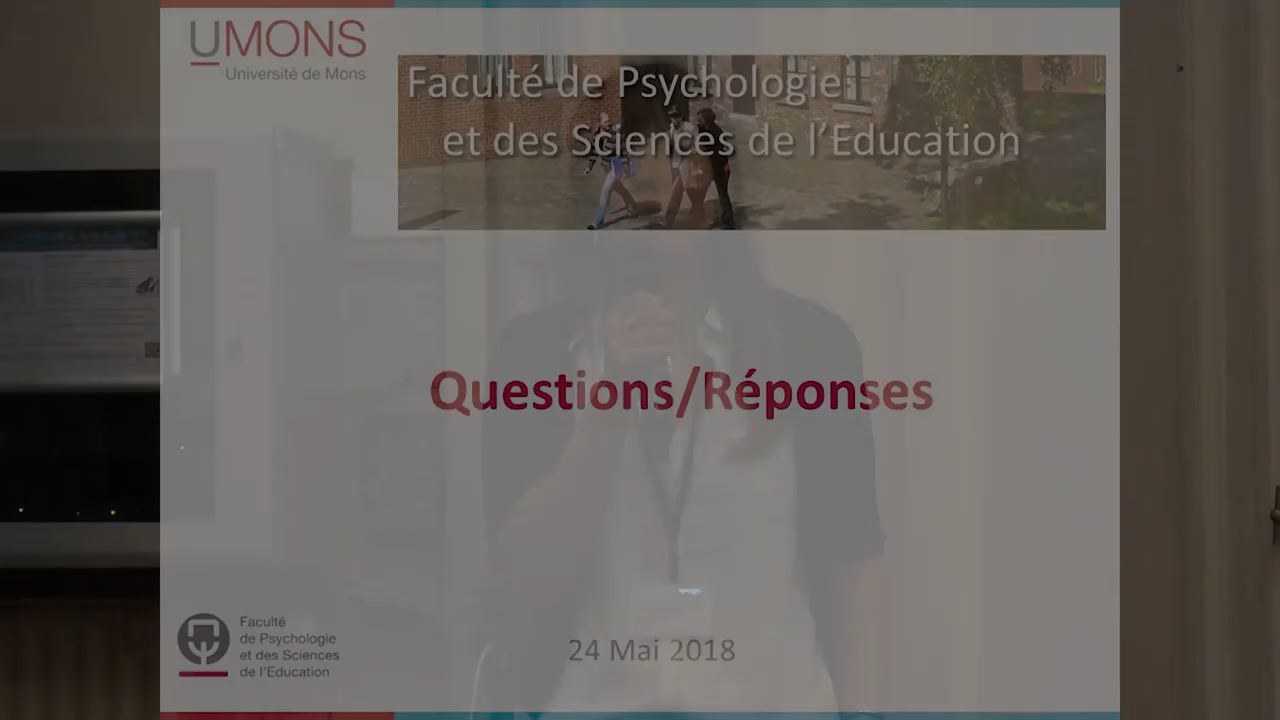 UMONS
Université de Mons
Faculté de Psychologie
et des Sciences de l'Education
Questions/Réponses
Faculté
de Psychologie
et des Sciences
de l'Education
24 Mai 2018